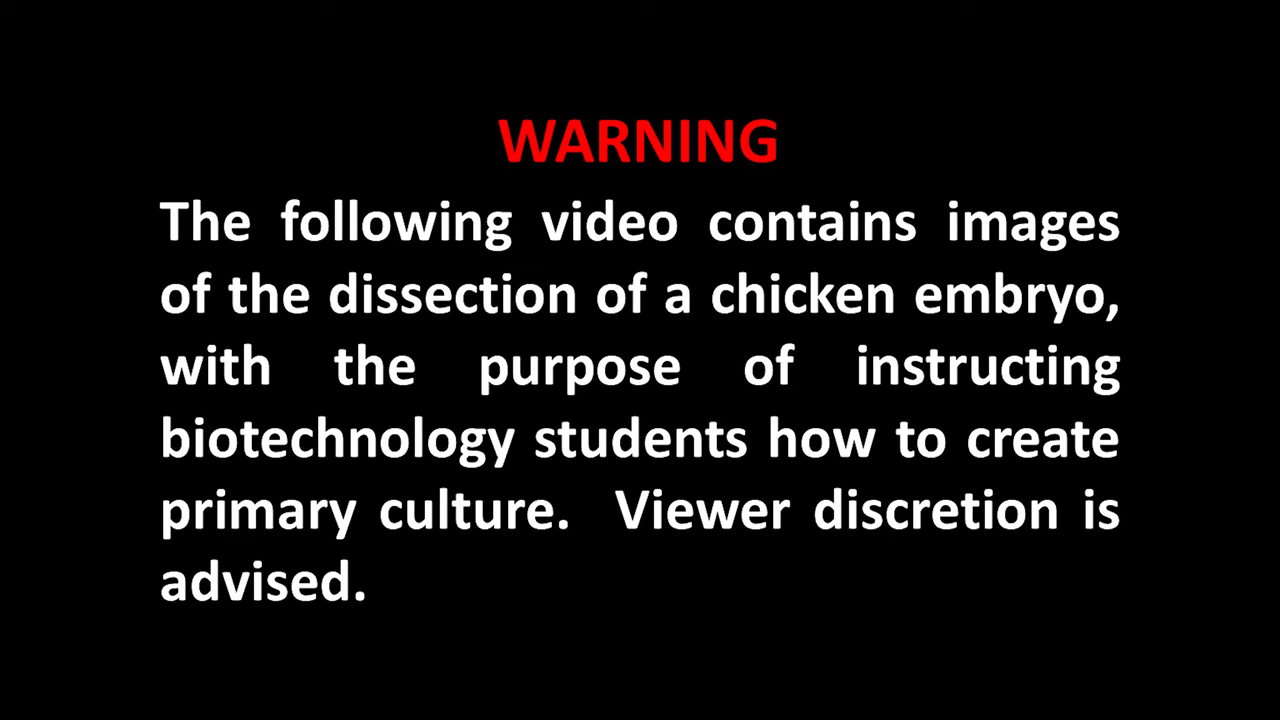 WARNING
The following video contains images
of the dissection of a chicken embryo,
with the purpose of instructing
biotechnology students how to create
primary culture.  Viewer discretion is
advised.